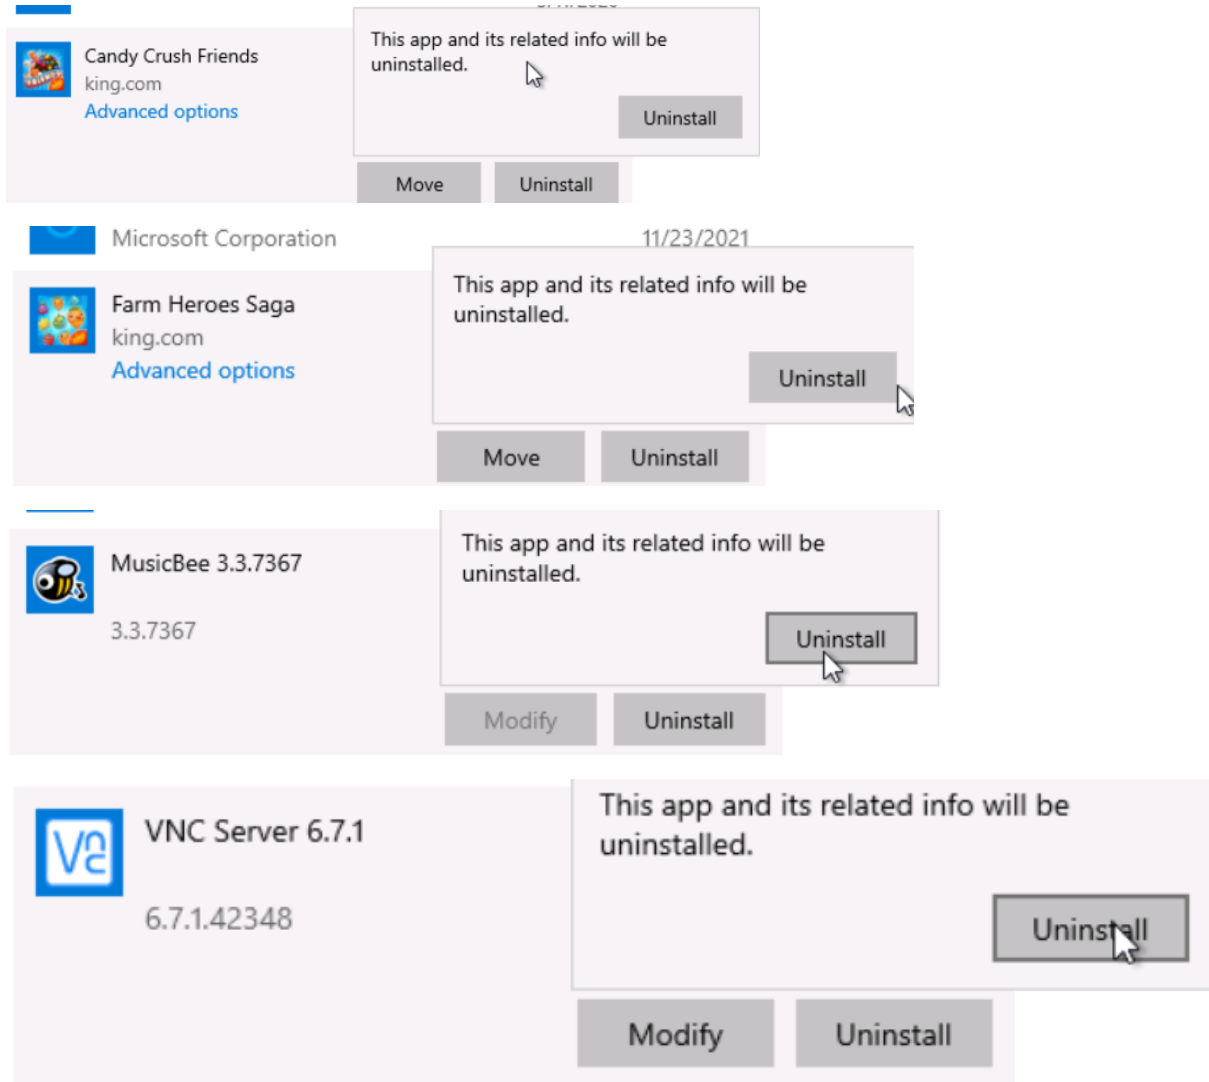 Candy Crush Friends
king.com
Advanced options
This app and its related info will be
uninstalled.
Uninstall
Move Uninstall
Microsoft Corporation 11/23/2021
Farm Heroes Saga
king.com
Advanced options
This app and its related info will be
uninstalled.
Uninstall
Move Uninstall
MusicBee 3.3.7367
3.3.7367
This app and its related info will be
uninstalled.
Uninstall
Modify Uninstall
VNC Server 6.7.1
6.7.1.42348
This app and its related info will be
uninstalled.
Uninstall
Modify Uninstall